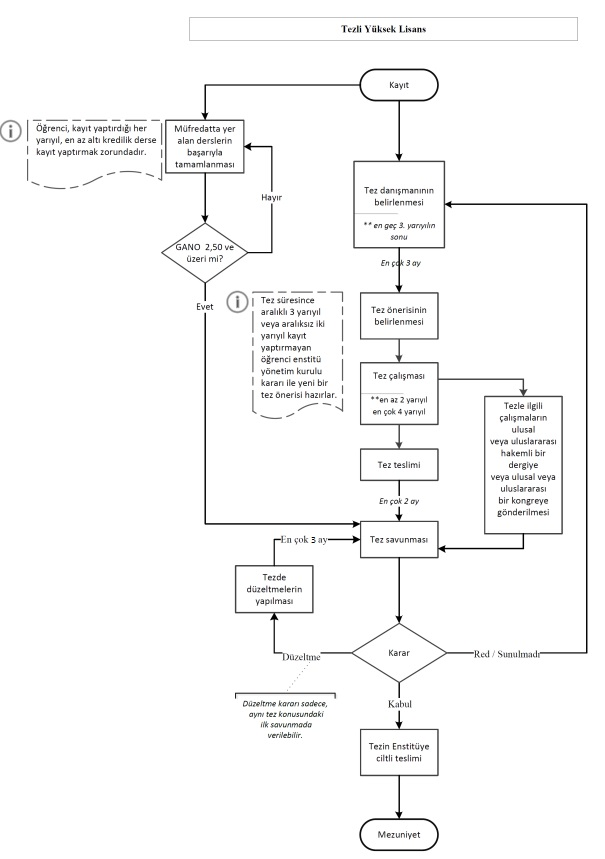 Tezli Yüksek Lisans
Kayıt
Öğrenci, kayıt yaptırdığı her
yarıyıl, en az altı kredilik derse
kayıt yaptırmak zorundadır.
Müfredatta yer
alan derslerin
başarıyla
tamamlanması
Hayır
GANO 2,50 ve
üzeri mi?
Evet
Tez danışmanının
belirlenmesi
** en geç 3. yarıyılın
sonu
En çok 3 ay
Tez önerisinin
belirlenmesi
Tez süresince
aralıklı 3 yarıyıl
veya aralıksız iki
yarıyıl kayıt
yaptırmayan
öğrenci enstitü
yönetim kurulu
kararı ile yeni bir
tez önerisi hazırlar.
Tez çalışması
**en az 2 yarıyıl
en çok 4 yarıyıl
Tezle ilgili
çalışmaların
ulusal
veya uluslararası
hakemli bir
dergiye
veya ulusal veya
uluslararası
bir kongreye
gönderilmesi
Tez teslimi
En çok 2 ay
Tez savunması
En çok 3 ay
Tezde
düzeltmelerin
yapılması
Düzeltme
Karar
Red / Sunulmadı
Düzeltme kararı sadece,
aynı tez konusundaki
ilk savunmada
verilebilir.
Kabul
Tezin Enstitüye
ciltli teslimi
Mezuniyet